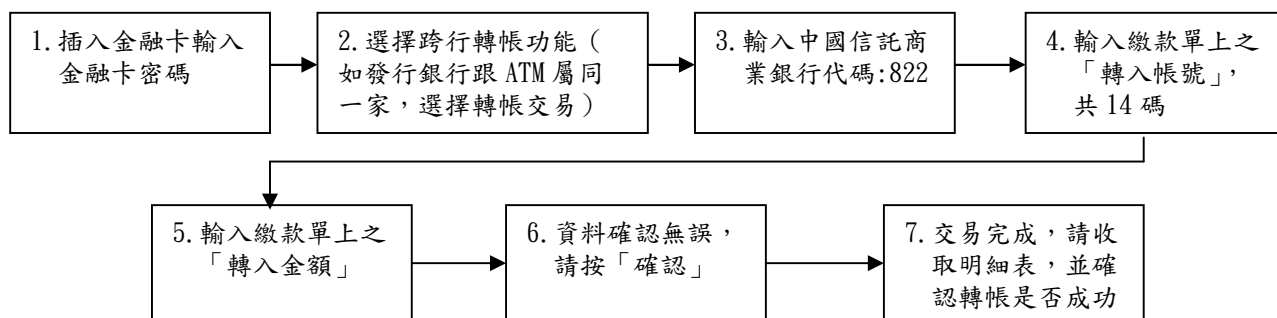 1.插入金融卡輸入
金融卡密碼
2.選擇跨行轉帳功能（
如發行銀行跟 ATM 屬同
一家，選擇轉帳交易）
3.輸入中國信託商
業銀行代碼:822
4.輸入繳款單上之
「轉入帳號」，
共 14 碼
5.輸入繳款單上之
「轉入金額」
6.資料確認無誤，
請按「確認」
7.交易完成，請收
取明細表，並確
認轉帳是否成功